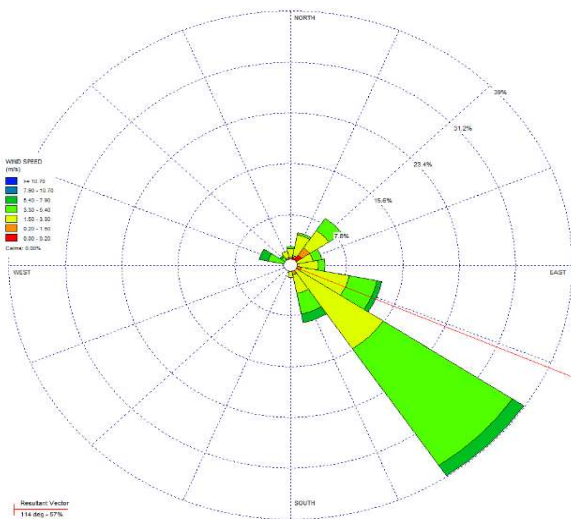 NORTH
39%
31.2%
23.4%
15.6%
7.8%
WEST
EAST
SOUTH
WIND SPEED
(m/s)
>= 10.70
7.90 - 10.70
5.40 - 7.90
3.30 - 5.40
1.50 - 3.30
0.20 - 1.50
0.00 - 0.20
Calms: 0.00%
Resultant Vector
114 deg - 57%